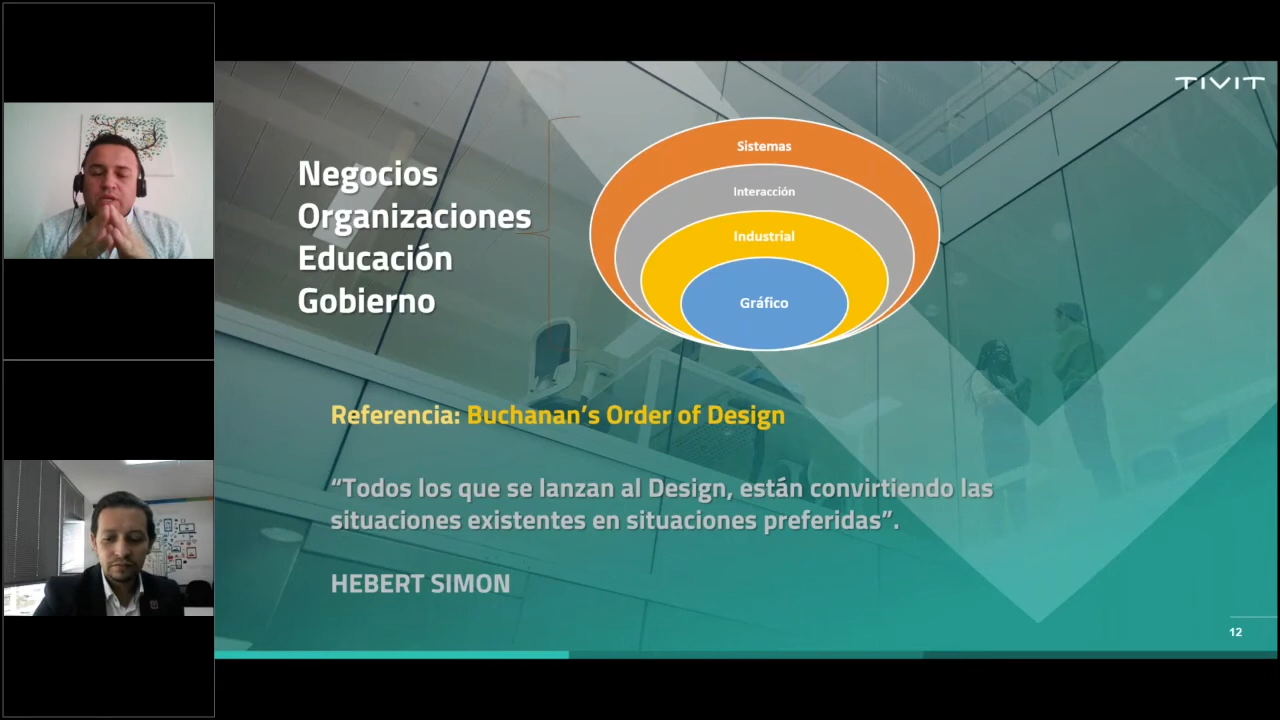 TIVIT
Negocios
Organizaciones
Educación
Gobierno
Sistemas
Interacción
Industrial
Gráfico
Referencia: Buchanan’s Order of Design
“Todos los que se lanzan al Design, están convirtiendo las
situaciones existentes en situaciones preferidas”.
HEBERT SIMON
12